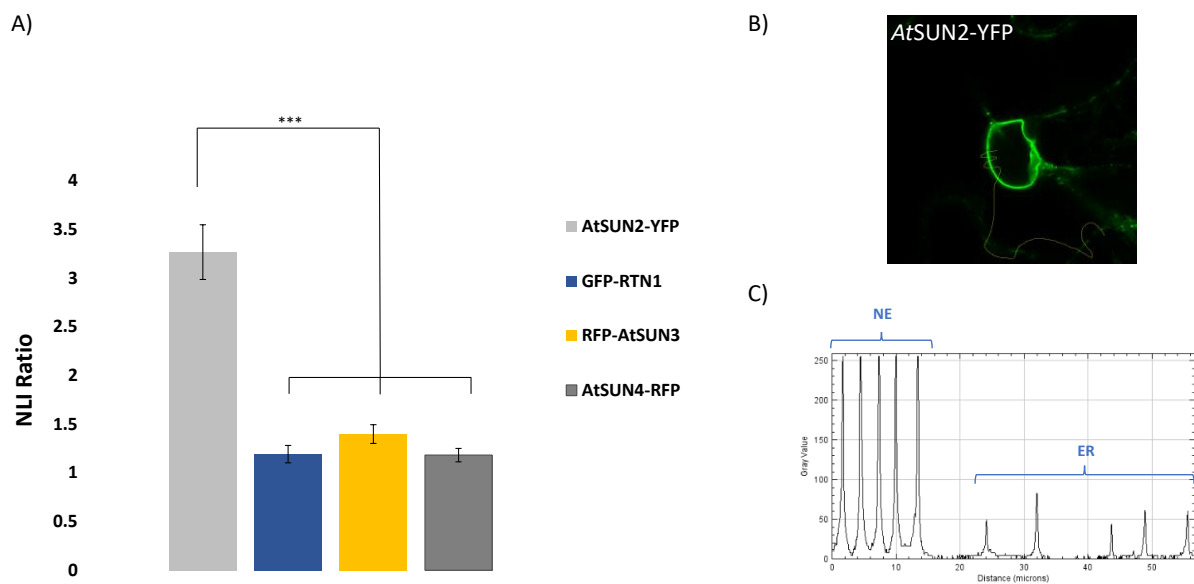 A)
***
4
3.5
3
2.5
2
1.5
1
0.5
0
NLI Ratio
AtSUN2-YFP
GFP-RTN1
RFP-AtSUN3
AtSUN4-RFP
B)
AtSUN2-YFP
C)
NE
ER
250
200
150
100
50
0
Gray Value
0 10 20 30 40 50
Distance (microns)